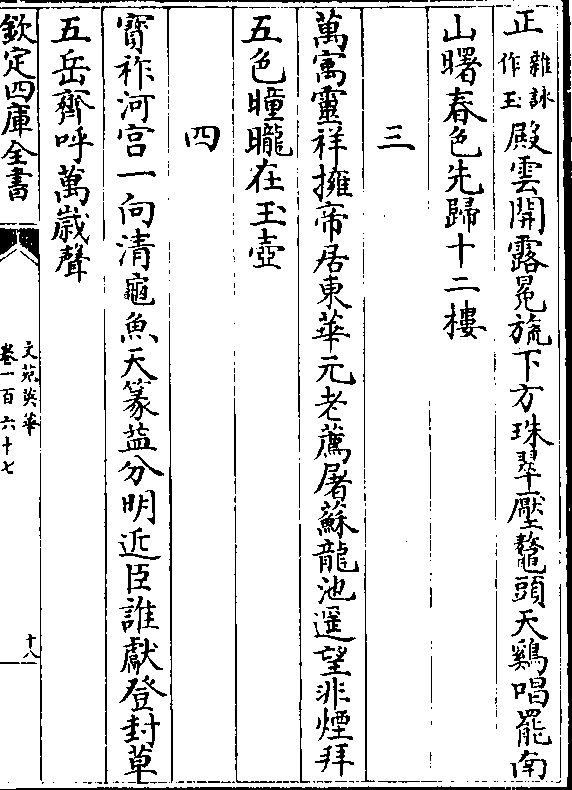 正雜詠作玉殿雲開露冕旒下方珠翠壓鼇頭天鷄唱罷南
山曙春色先歸十二樓
三
萬㝢靈祥擁帝居東華元老薦屠蘇龍池遥望非煙拜
五色曈曨在玉壺
四
寳祚河宫一向清龜魚天篆益分明近臣誰獻登封草
五岳齊呼萬歲聲
欽定四庫全書
文苑英華
卷一百六十七
十八